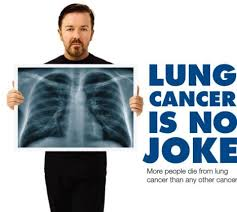 LUNG
CANCER
IS NO
JOKE
More people die from lung
cancer than any other cancer